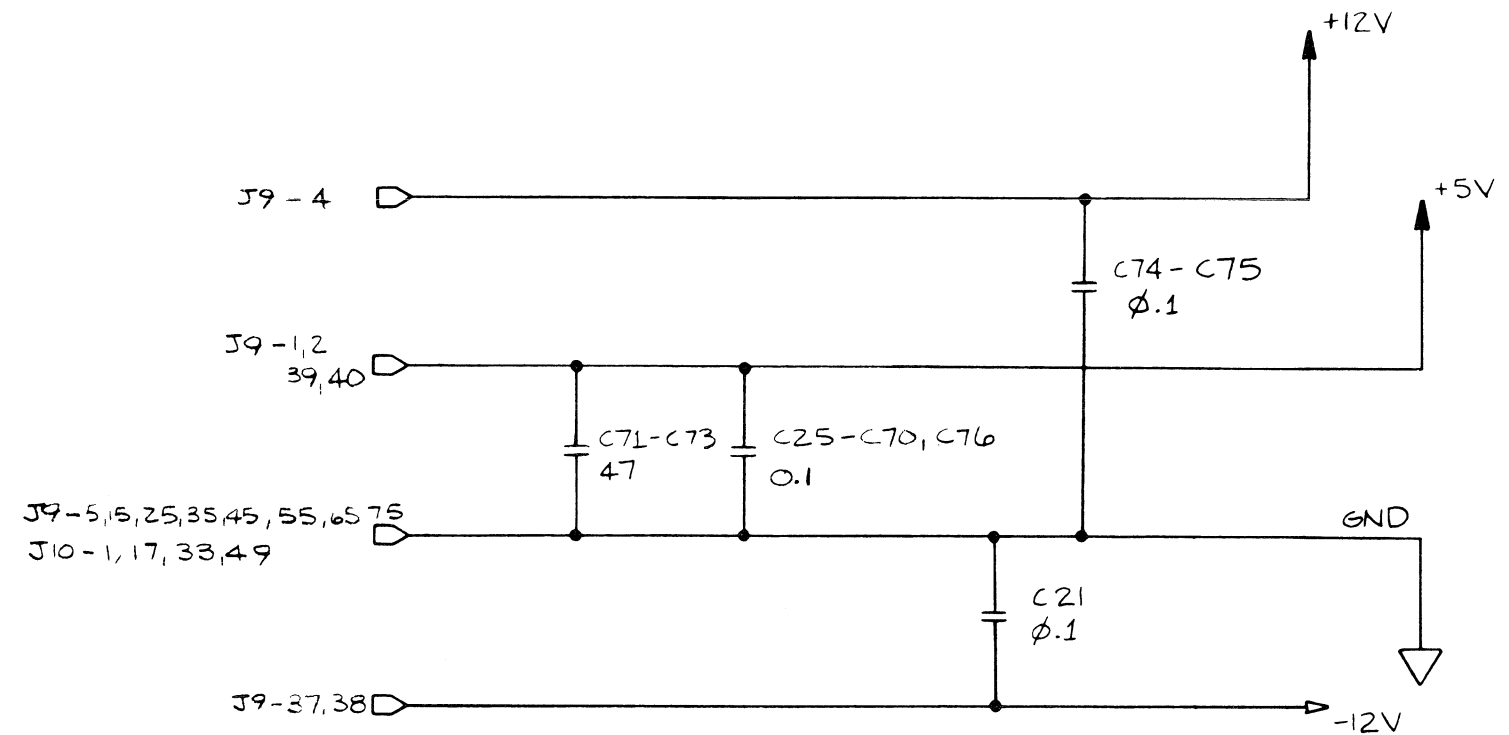 +12V
J9-4
+5V
C74-C75
Ø.1
J9-1,2
39,40
C71-C73
47
C25-C70, C76
0.1
J9-5,15,25,35,45,55,65 75
J10-1,17,33,49
GND
C21
Ø.1
J9-37,38
-12V